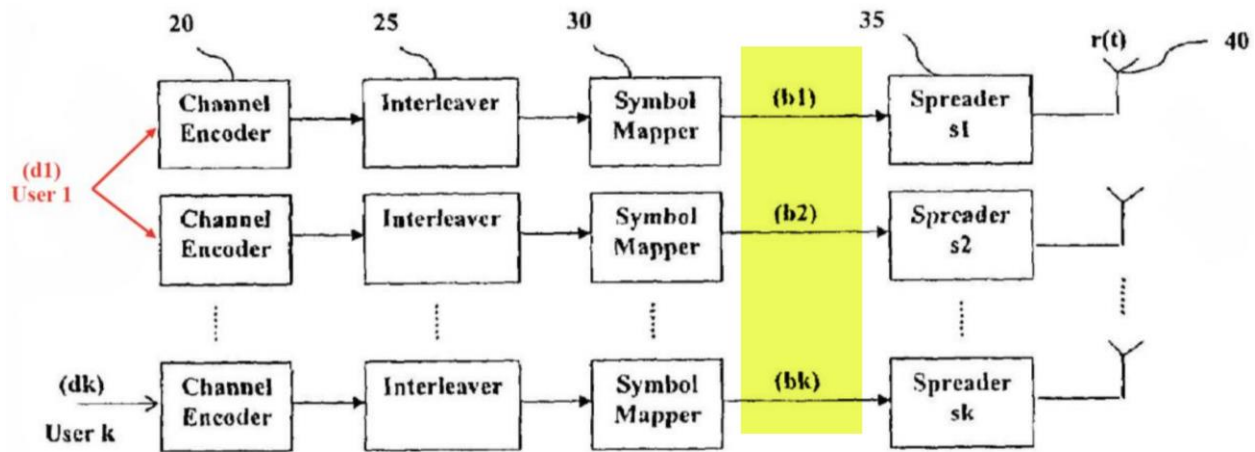 20
25
30
35
r(t)
40
Channel
Encoder
Interleaver
Symbol
Mapper
(b1)
Spreader
s1
(d1)
User 1
Channel
Encoder
Interleaver
Symbol
Mapper
(b2)
Spreader
s2
(dk)
User k
Channel
Encoder
Interleaver
Symbol
Mapper
(bk)
Spreader
sk